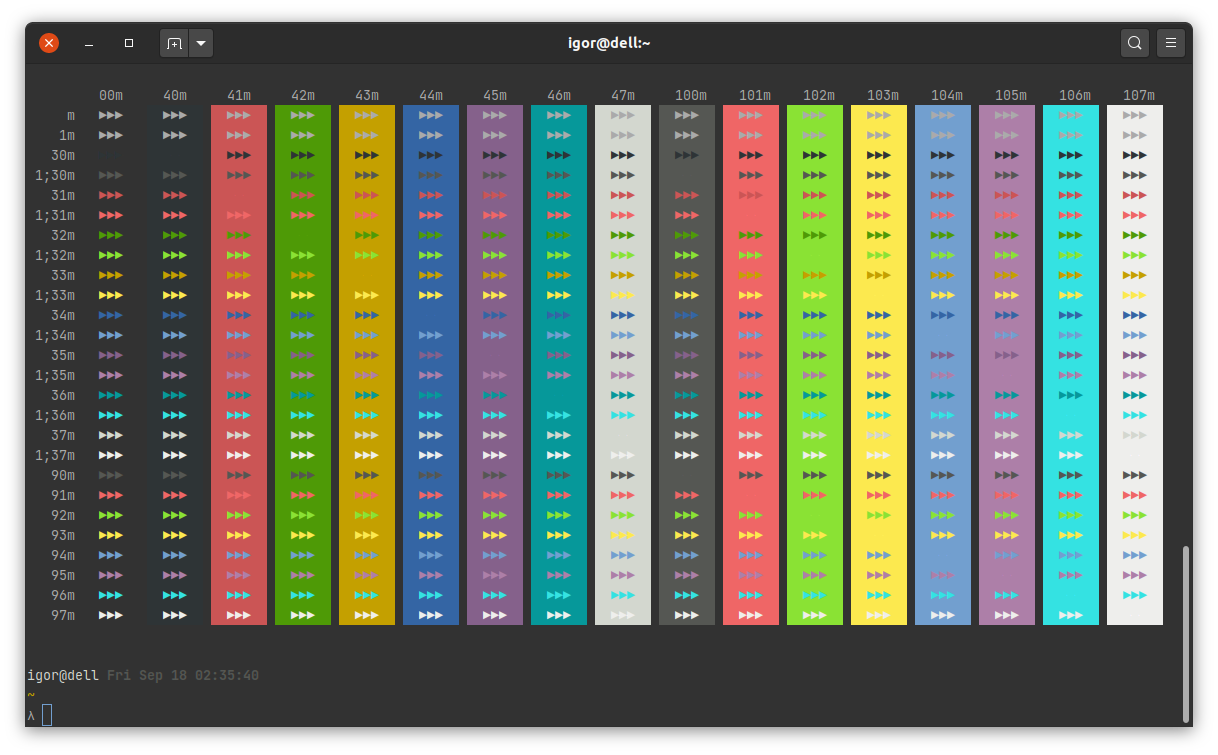 igor@dell:~
00m 40m 41m 42m 43m 44m 45m 46m 47m 100m 101m 102m 103m 104m 105m 106m 107m
m
1m
30m
1;30m
31m
1;31m
32m
1;32m
33m
1;33m
34m
1;34m
35m
1;35m
36m
1;36m
37m
1;37m
90m
91m
92m
93m
94m
95m
96m
97m
igor@dell Fri Sep 18 02:35:40
~
λ